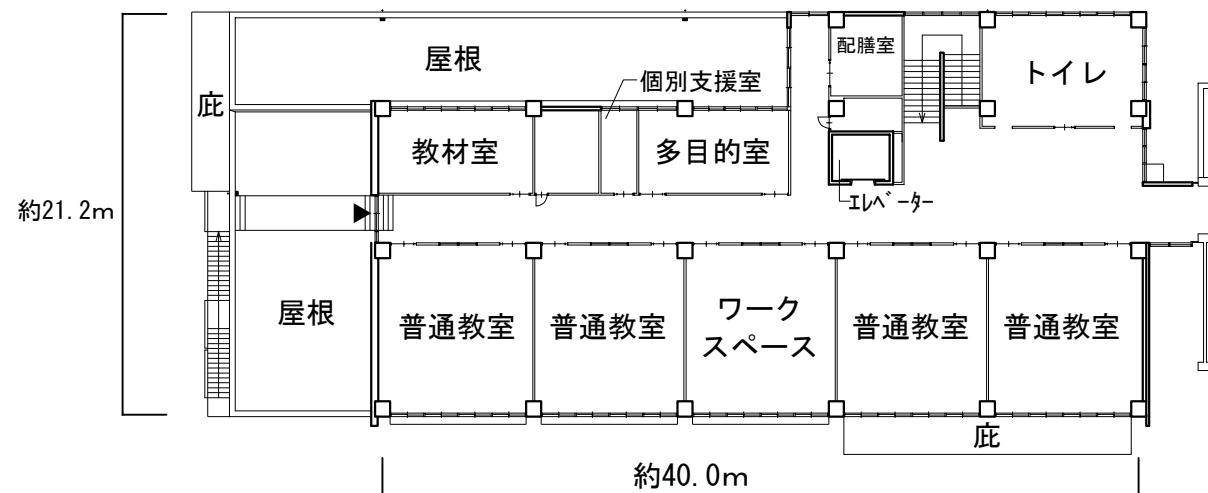 屋根
配膳室
トイレ
個別支援室
庇
教材室
多目的室
約21.2m
ｴﾚﾍﾞｰﾀｰ
屋根
普通教室
普通教室
ワーク
スペース
普通教室
普通教室
庇
約40.0m